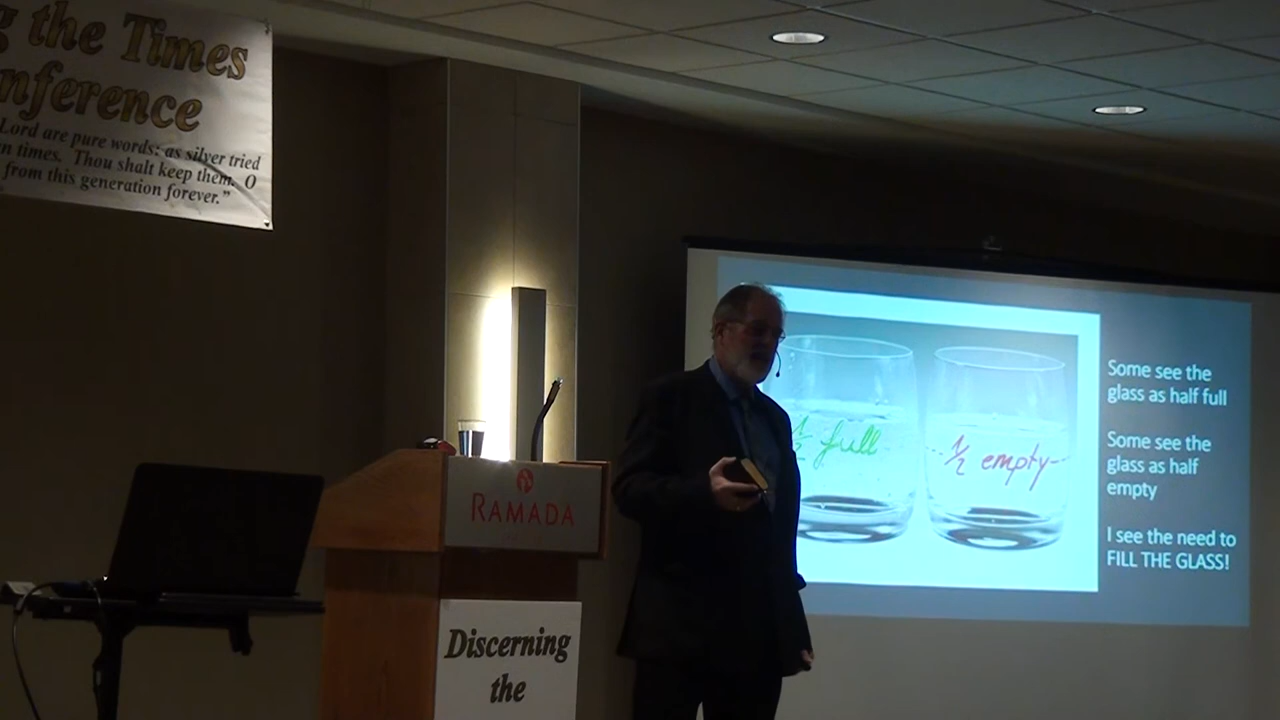 g the Times
nference
Lord are pure words: as silver tried
n times. Thou shalt keep them, O
from this generation forever."
RAMADA
Discerning
the
1/2 full
1/2 empty
Some see the
glass as half full
Some see the
glass as half
empty
I see the need to
FILL THE GLASS!